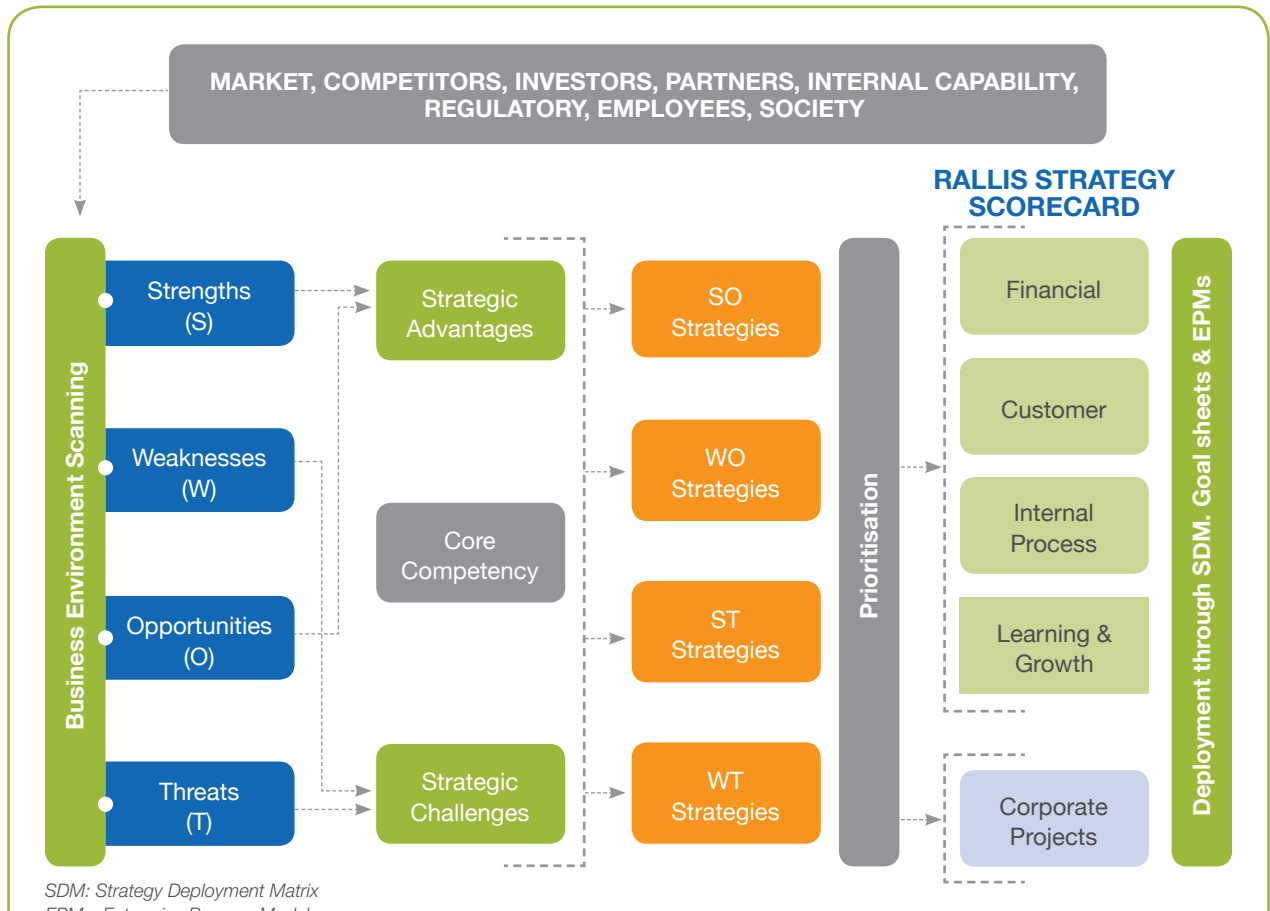 MARKET, COMPETITORS, INVESTORS, PARTNERS, INTERNAL CAPABILITY,
REGULATORY, EMPLOYEES, SOCIETY
RALLIS STRATEGY
SCORECARD
Business Environment Scanning
Strengths
(S)
Weaknesses
(W)
Opportunities
(O)
Threats
(T)
Strategic
Advantages
Core
Competency
Strategic
Challenges
SO
Strategies
WO
Strategies
ST
Strategies
WT
Strategies
Prioritisation
Financial
Customer
Internal
Process
Learning &
Growth
Corporate
Projects
Deployment through SDM. Goal sheets & EPMs
SDM: Strategy Deployment Matrix